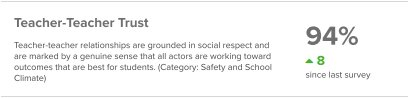 Teacher-Teacher Trust
Teacher-teacher relationships are grounded in social respect and
are marked by a genuine sense that all actors are working toward
outcomes that are best for students. (Category: Safety and School
Climate)
94%
8
since last survey